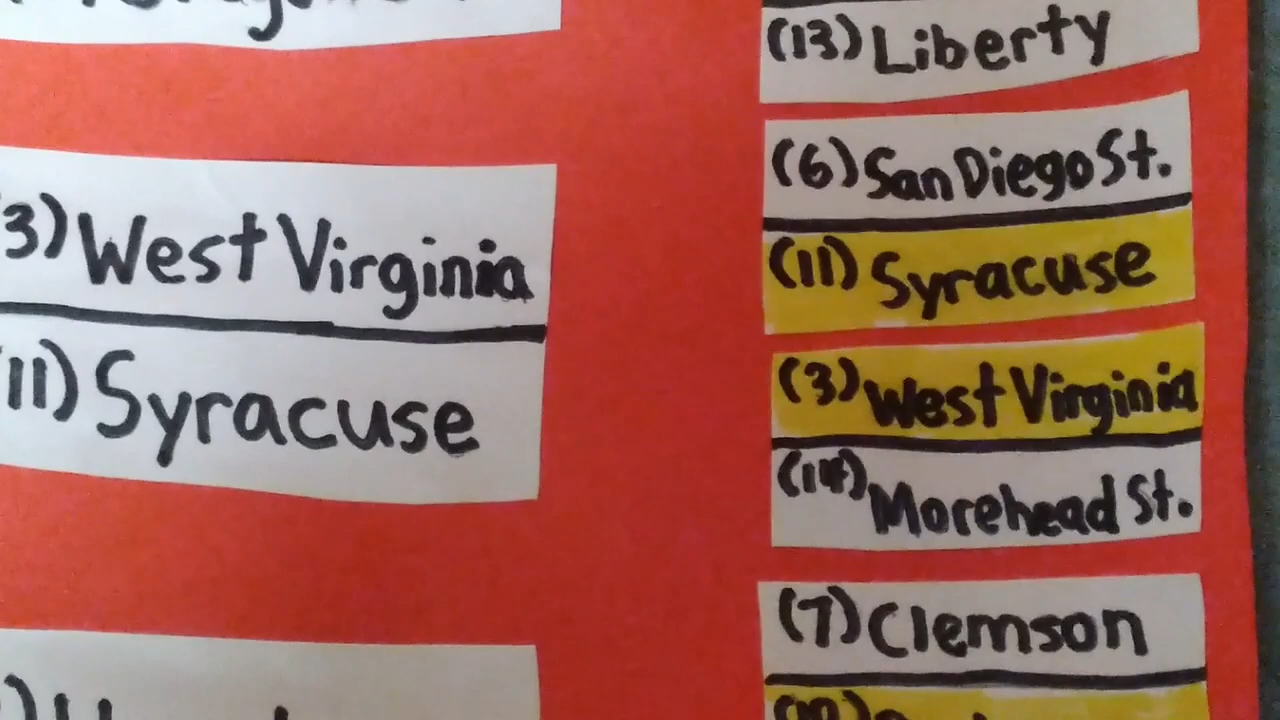 (13) Liberty
(6) San Diego St.
(11) Syracuse
3) West Virginia
(3) West Virginia
11) Syracuse
(14) Morehead St.
(7) Clemson